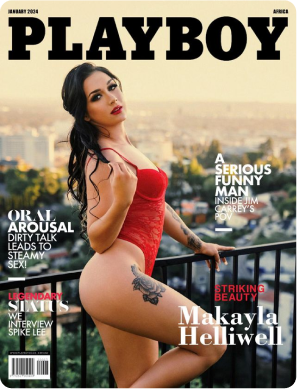 JANUARY 2024
AFRICA
PLAYBOY
A
SERIOUS
FUNNY
MAN
INSIDE JIM
CARREY'S
POV
ORAL
AROUSAL
DIRTY TALK
LEADS TO
STEAMY
SEX!
LEGENDARY
STATUS
WE
INTERVIEW
SPIKE LEE
STRIKING
BEAUTY
Makayla
Helliwell